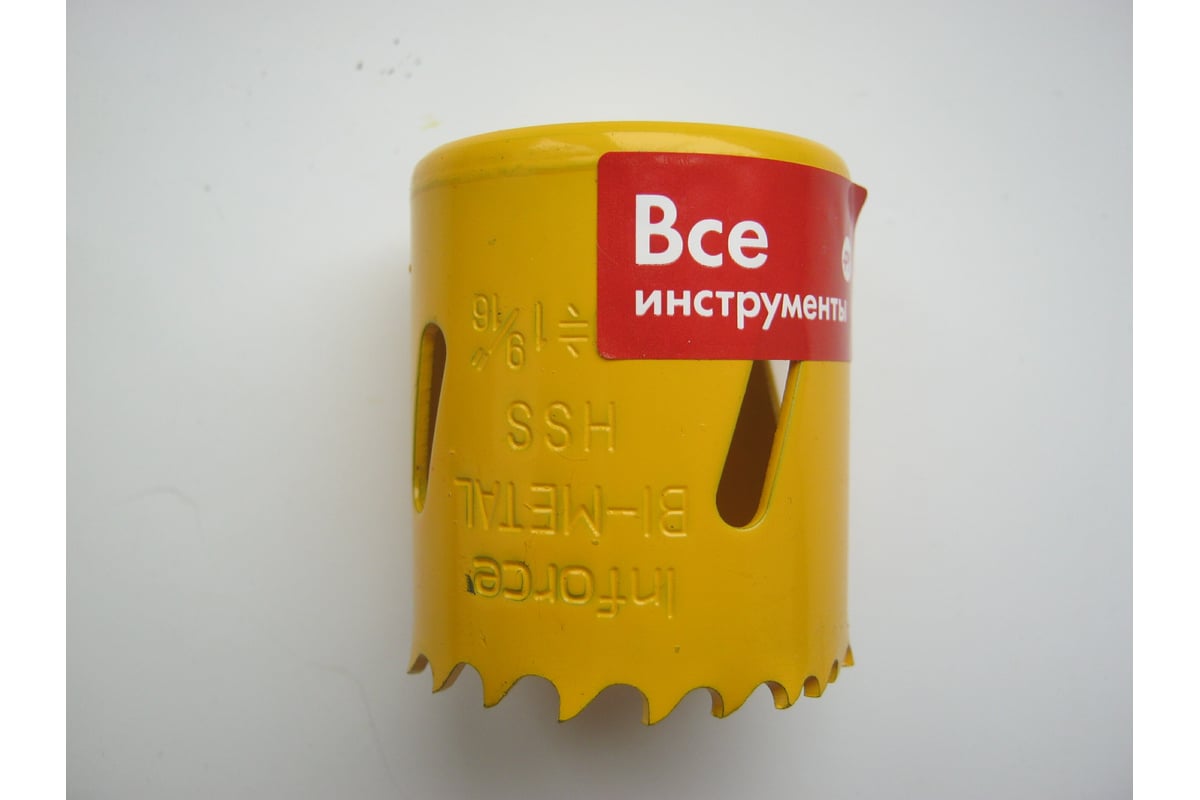 Все
инструменты
Inforce
BI-METAL
HSS
÷ 1 9/16"